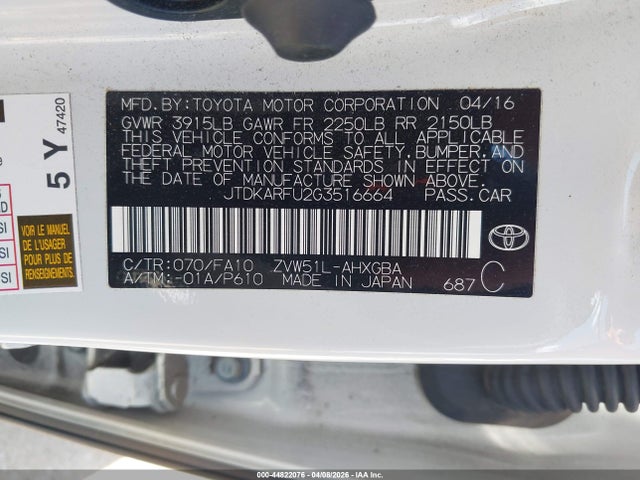 MFD.BY:TOYOTA MOTOR CORPORATION 04/16
GVWR 3915LB GAWR FR 2250LB RR 2150LB
THIS VEHICLE CONFORMS TO ALL APPLICABLE
FEDERAL MOTOR VEHICLE SAFETY,BUMPER,AND
THEFT PREVENTION STANDARDS IN EFFECT ON
THE DATE OF MANUFACTURE SHOWN ABOVE.
JTDKARFU2G3516664 PASS.CAR
C/TR:070/FA10 ZVW51L-AHXGBA
A/TM:-01A/P610 MADE IN JAPAN 687 C
5 Y 47420
VOIR LE
MANUEL DE
L'USAGER
POUR PLUS DE
RENSEIGNEMENTS
000-44822076 04/08/2026 IAA Inc.